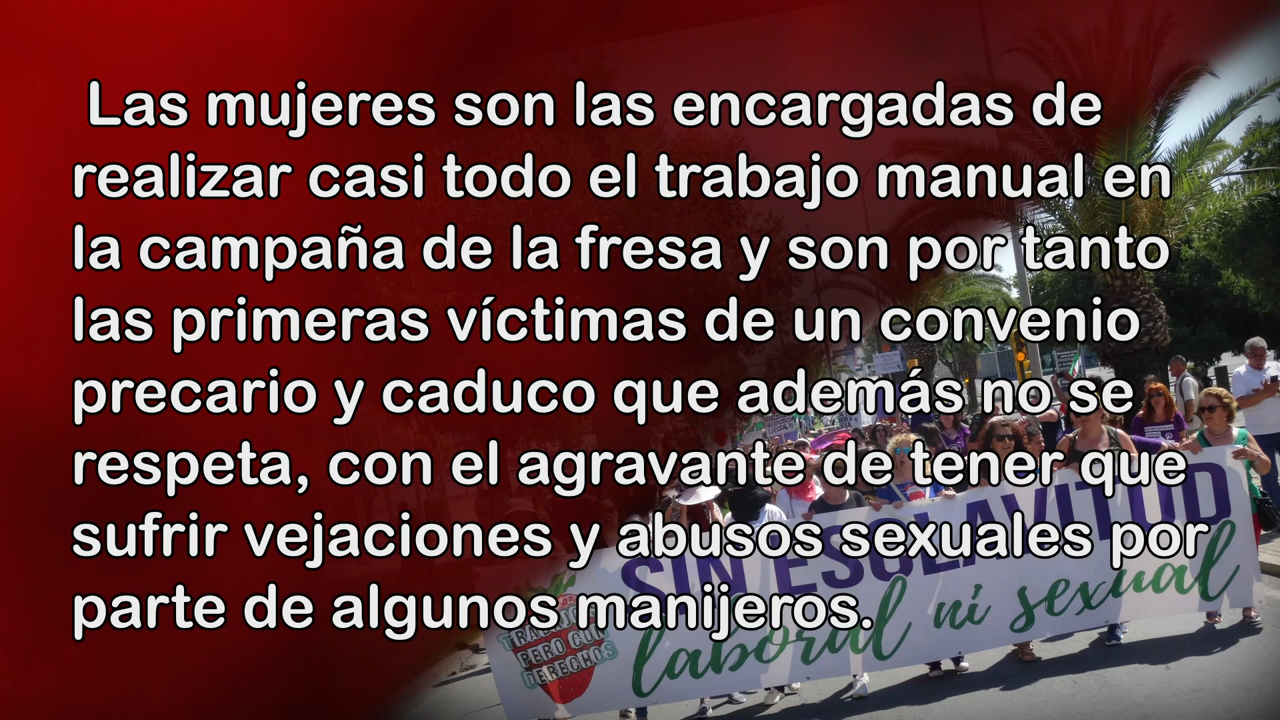 Las mujeres son las encargadas de
realizar casi todo el trabajo manual en
la campaña de la fresa y son por tanto
las primeras víctimas de un convenio
precario y caduco que además no se
respeta, con el agravante de tener que
sufrir vejaciones y abusos sexuales por
parte de algunos manijeros.
SIN ESCLAVITUD
laboral ni sexual
TRABAJO
PERO CON
DERECHOS